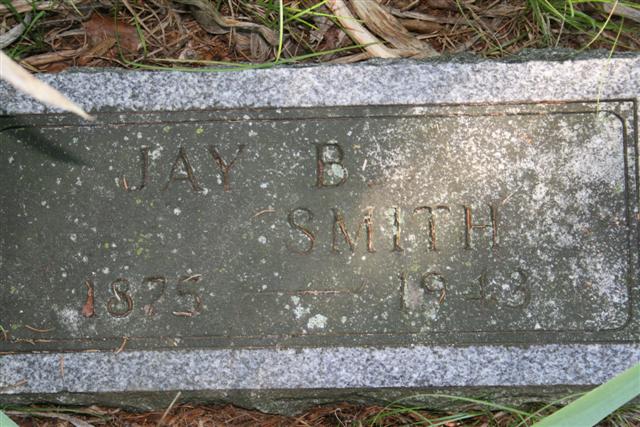 JAY B.
SMITH
1875 — 1943